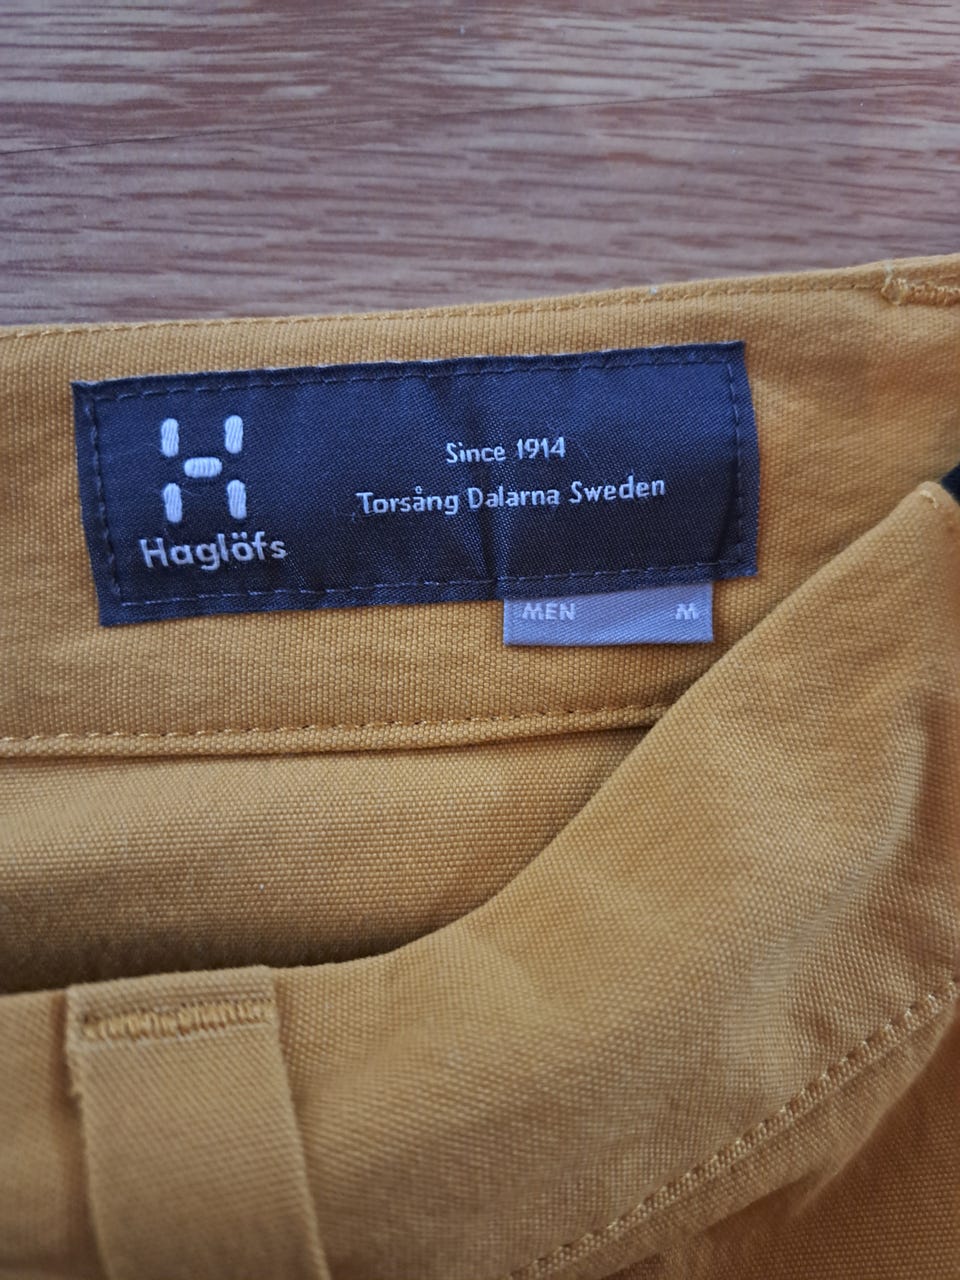 Haglöfs
Since 1914
Torsång Dalarna Sweden
MEN M